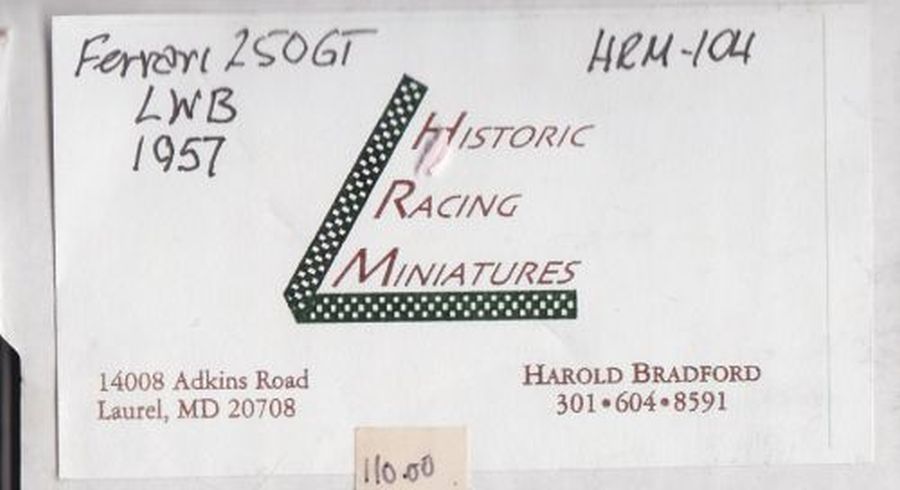 Ferrari 250GT
LWB
1957
HRM-104
HISTORIC
RACING
MINIATURES
14008 Adkins Road
Laurel, MD 20708
HAROLD BRADFORD
301•604•8591
110.00